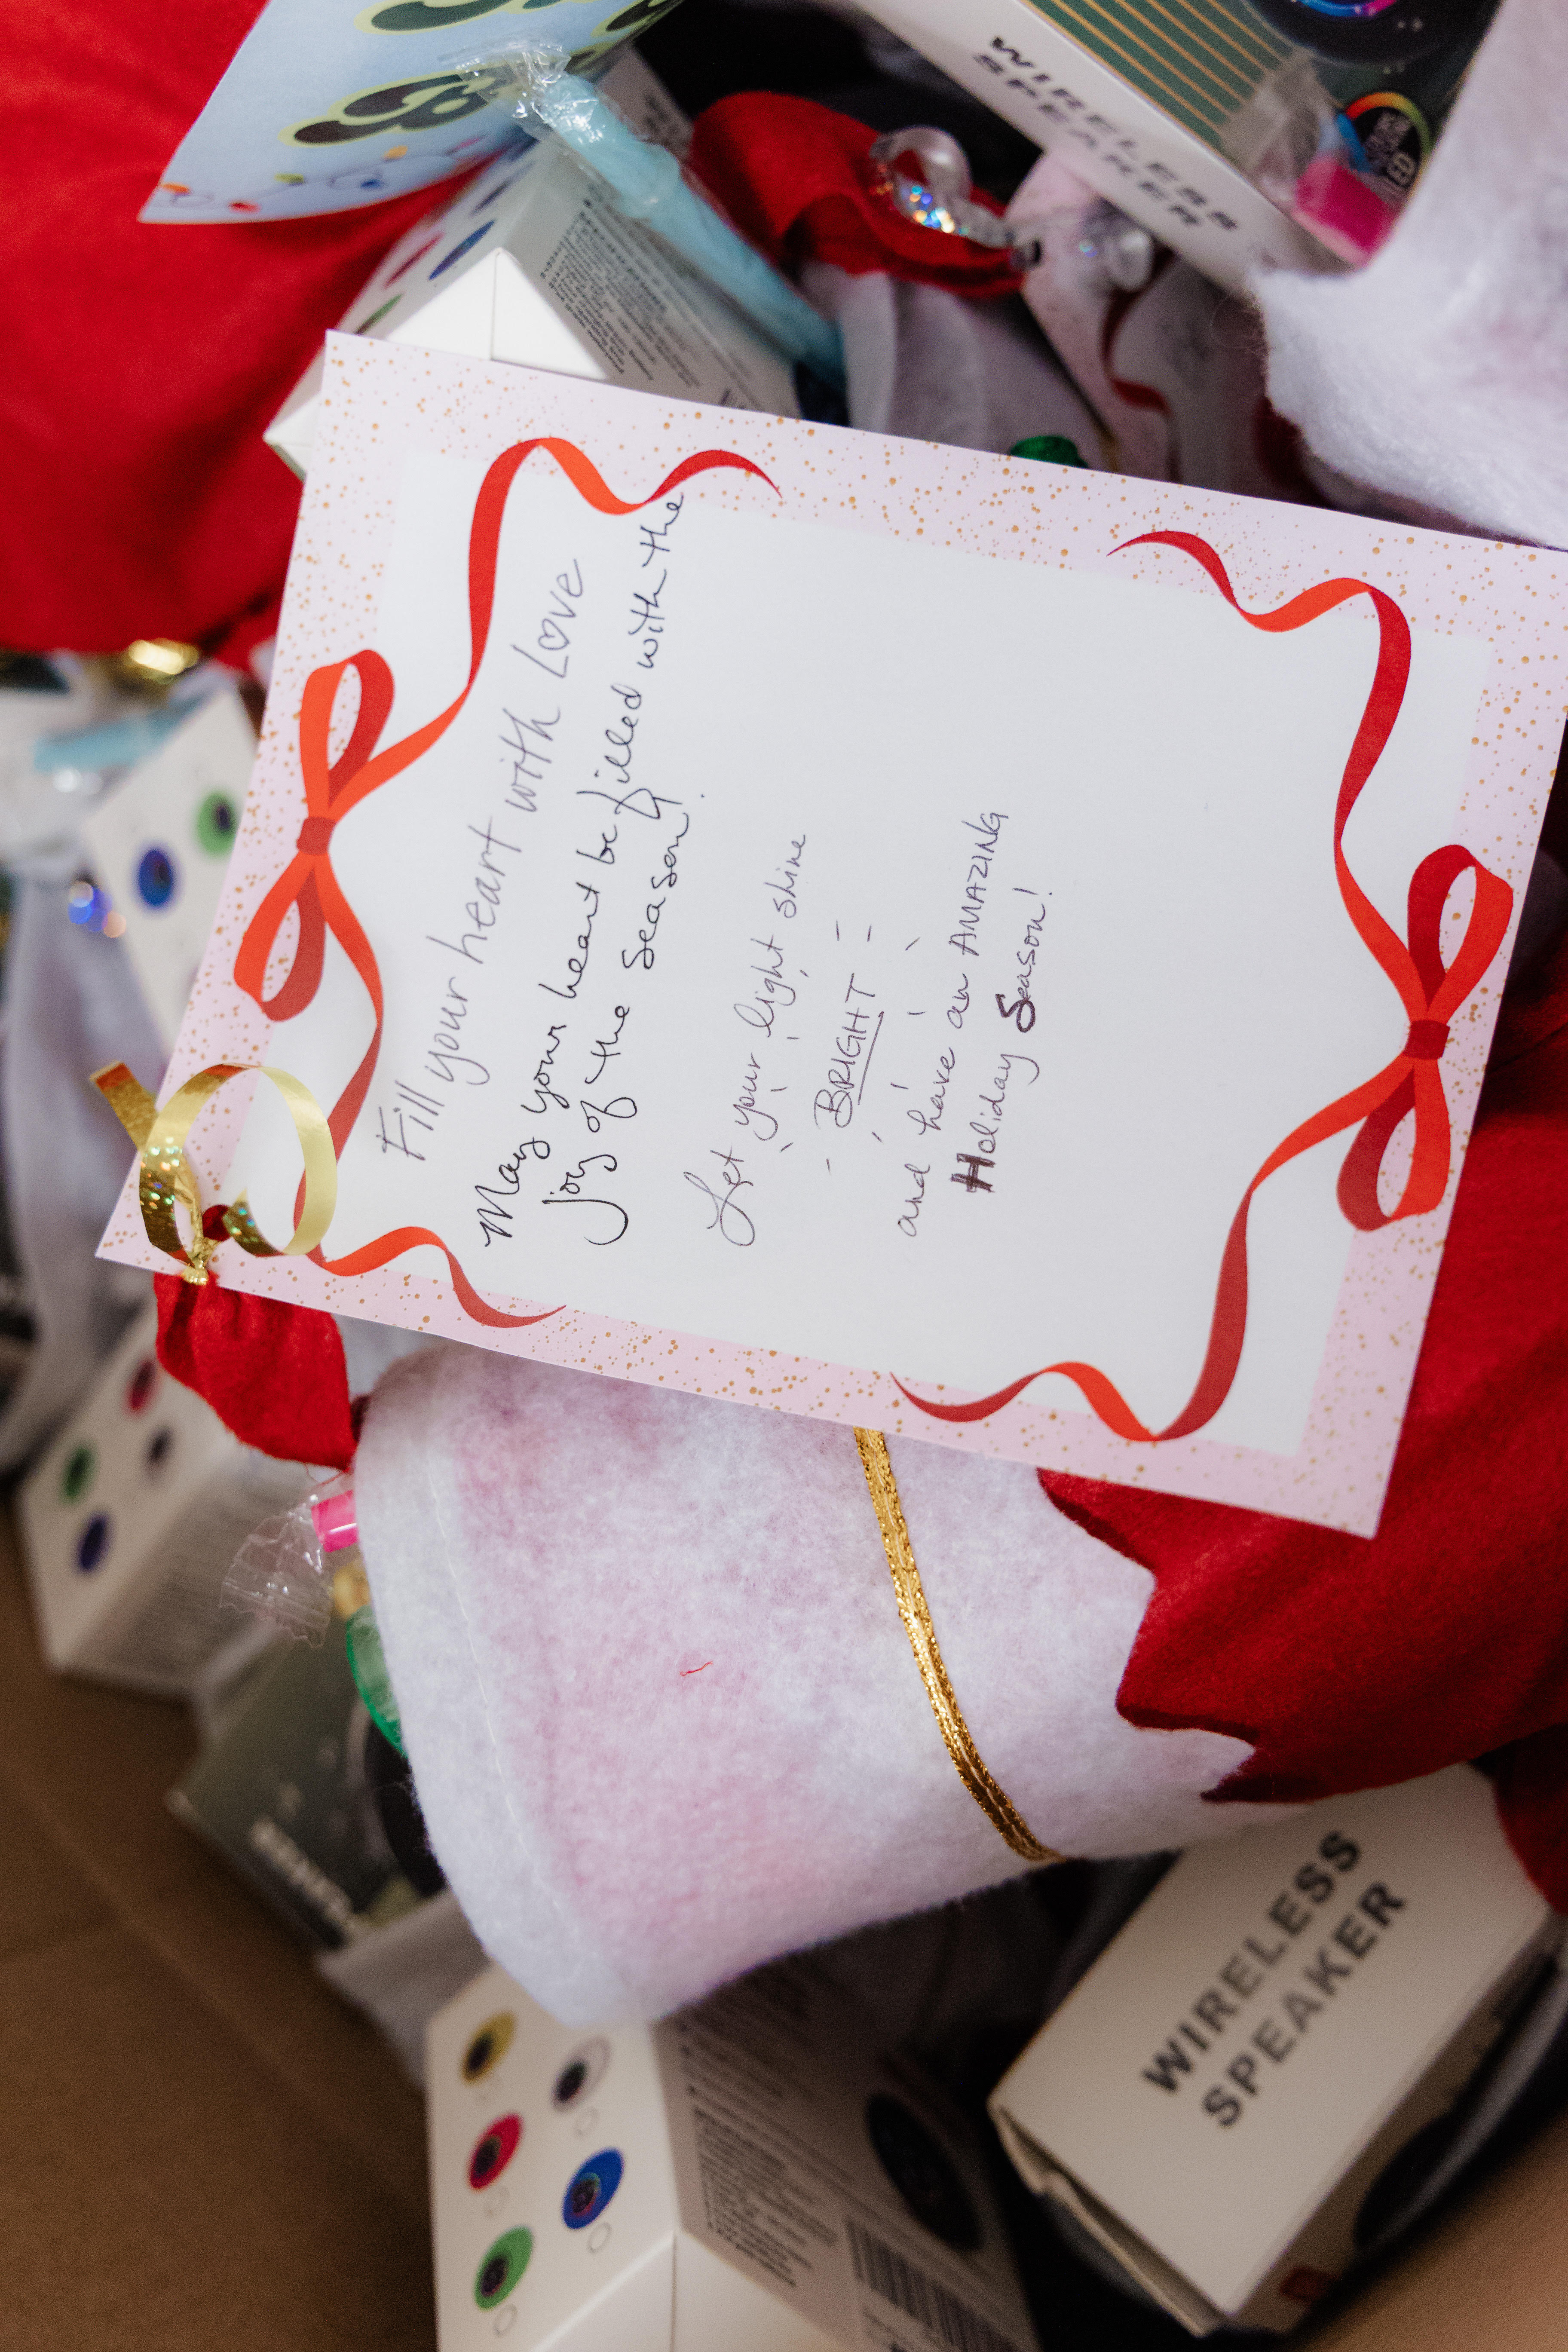 Fill your heart with Love
May your heart be filled with the
joy of the season!
Let your light shine
BRIGHT
and have an AMAZING
Holiday Season!
WIRELESS
SPEAKER
WIRELESS
SPEAKER